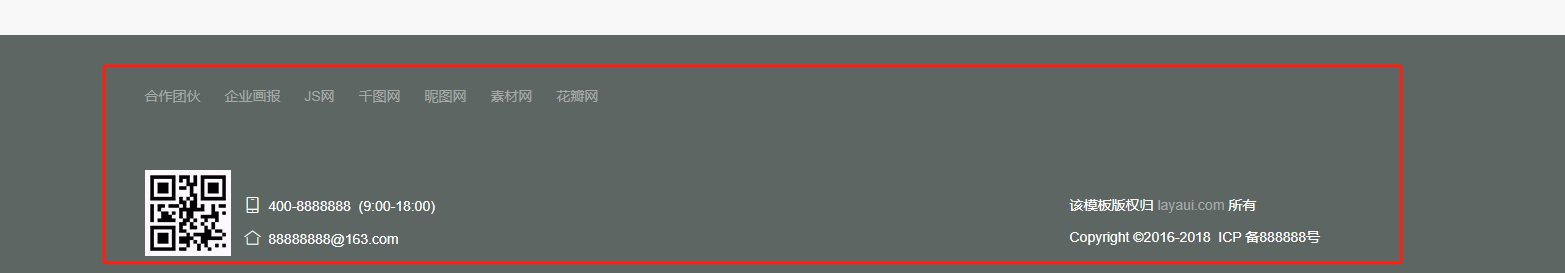 合作团伙 企业画报 JS网 千图网 昵图网 素材网 花瓣网
400-8888888 (9:00-18:00)
88888888@163.com
该模板版权归 layaui.com 所有
Copyright ©2016-2018 ICP 备888888号